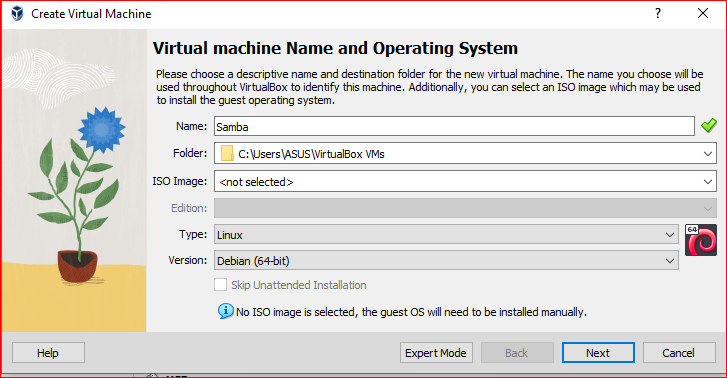 Create Virtual Machine
?
Virtual machine Name and Operating System
Please choose a descriptive name and destination folder for the new virtual machine. The name you choose will be
used throughout VirtualBox to identify this machine. Additionally, you can select an ISO image which may be used
to install the guest operating system.
Name: Samba
Folder: C:\Users\ASUS\VirtualBox VMs
ISO Image: <not selected>
Edition:
Type: Linux
64
Version: Debian (64-bit)
Skip Unattended Installation
No ISO image is selected, the guest OS will need to be installed manually.
Help Expert Mode Back Next Cancel